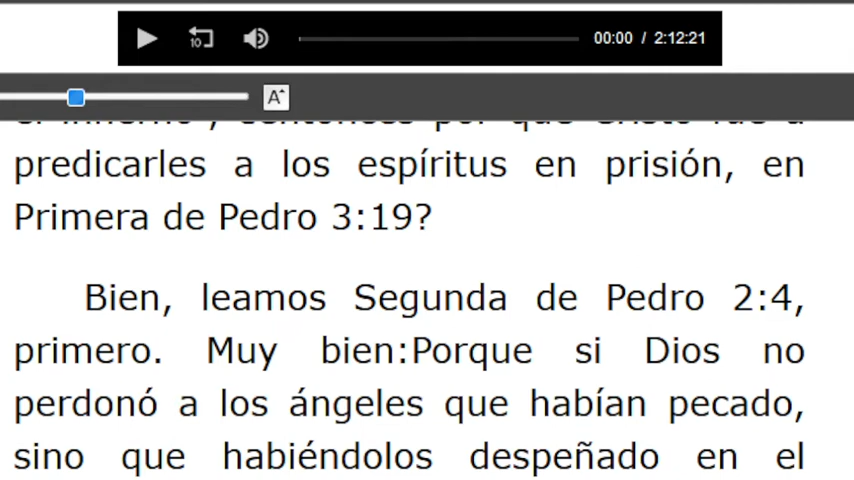 10
00:00 / 2:12:21
A
predicarles a los espíritus en prisión, en
Primera de Pedro 3:19?
Bien, leamos Segunda de Pedro 2:4,
primero. Muy bien:Porque si Dios no
perdonó a los ángeles que habían pecado,
sino que habiéndolos despeñado en el